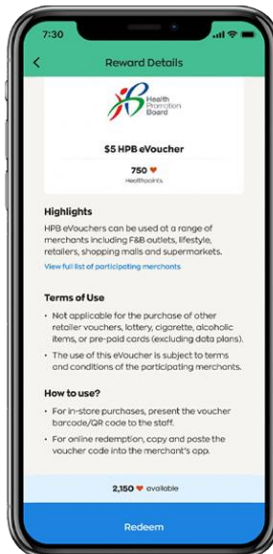 7:30
Reward Details
Health
Promotion
Board
$5 HPB eVoucher
750
Healthpoints
Highlights
HPB eVouchers can be used at a range of
merchants including F&B outlets, lifestyle,
retailers, shopping malls and supermarkets.
View full list of participating merchants
Terms of Use
• Not applicable for the purchase of other
retailer vouchers, lottery, cigarette, alcoholic
items, or pre-paid cards (excluding data plans).
• The use of this eVoucher is subject to terms
and conditions of the participating merchants.
How to use?
• For in-store purchases, present the voucher
barcode/QR code to the staff.
• For online redemption, copy and paste the
voucher code into the merchant's app.
2,150 available
Redeem